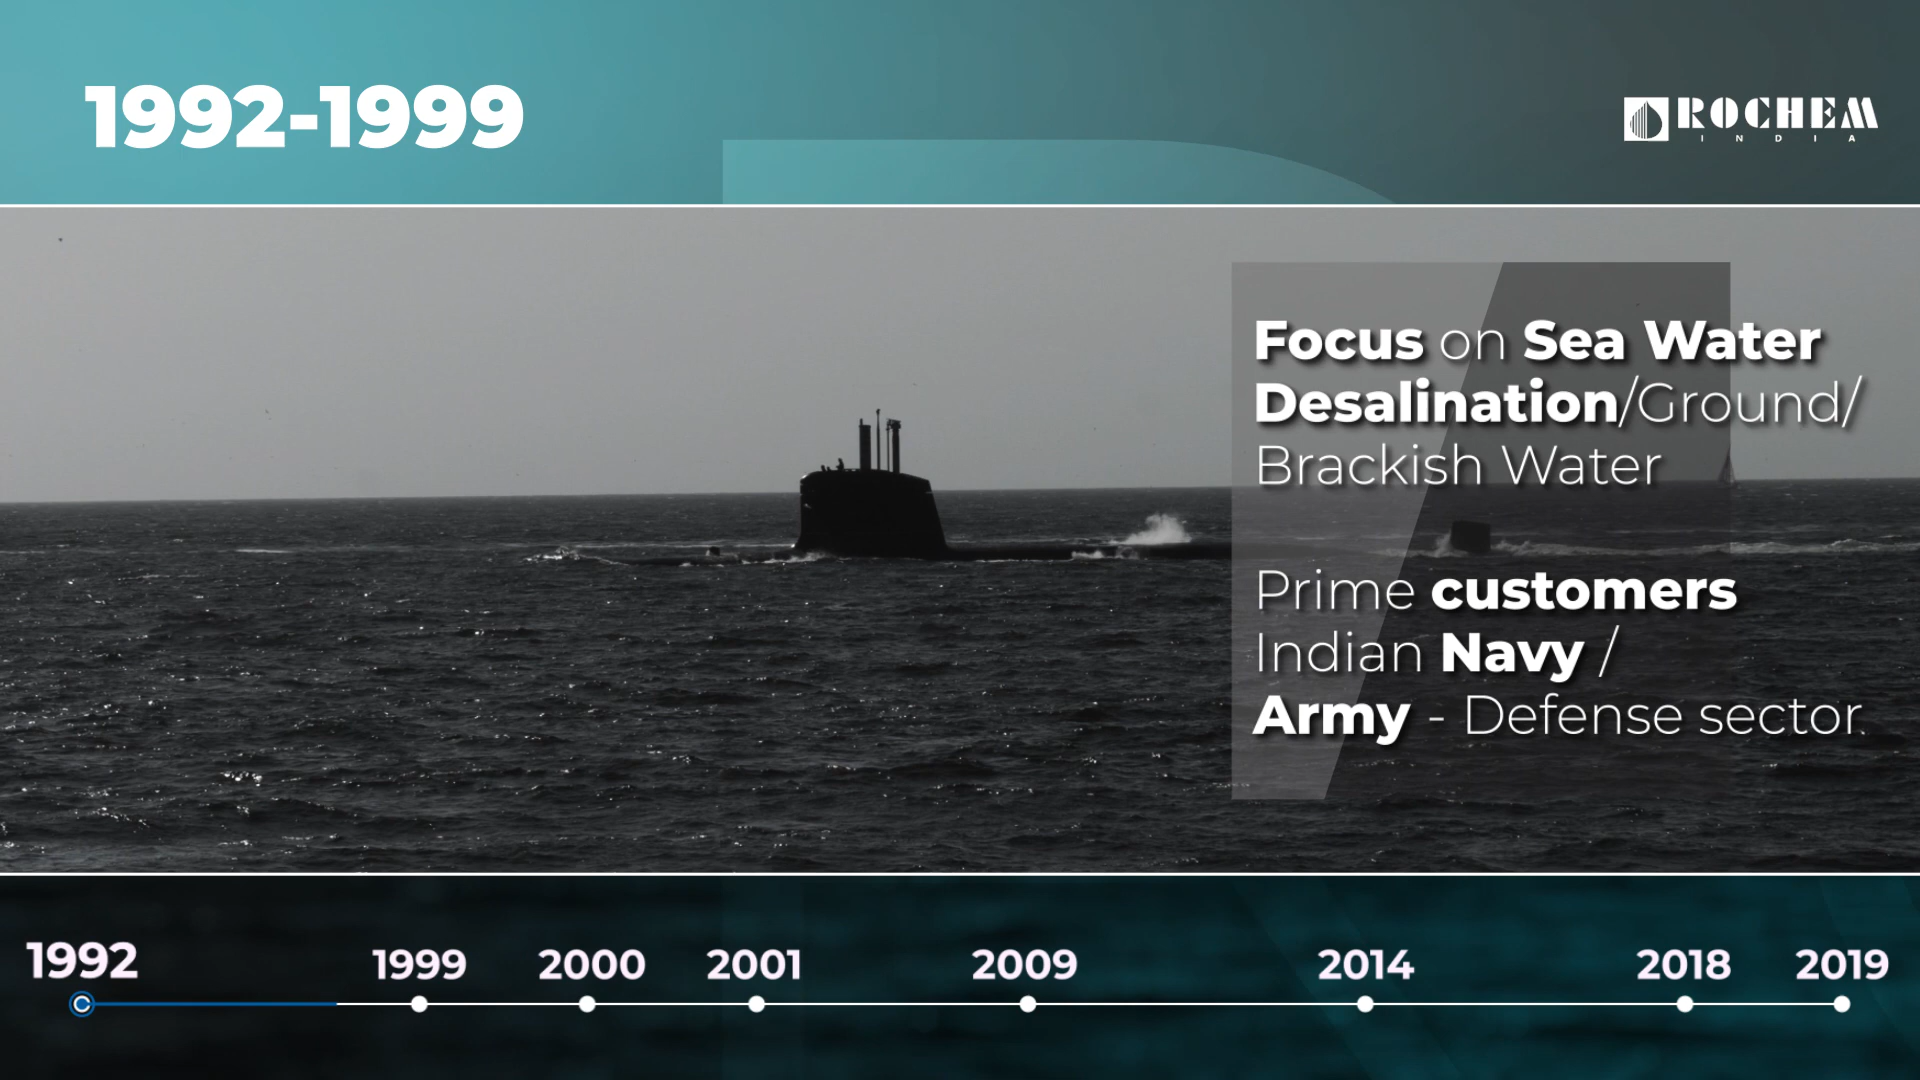 1992-1999
ROCHEM
INDIA
Focus on Sea Water
Desalination/Ground/
Brackish Water
Prime customers
Indian Navy /
Army - Defense sector.
1992
1999
2000
2001
2009
2014
2018
2019